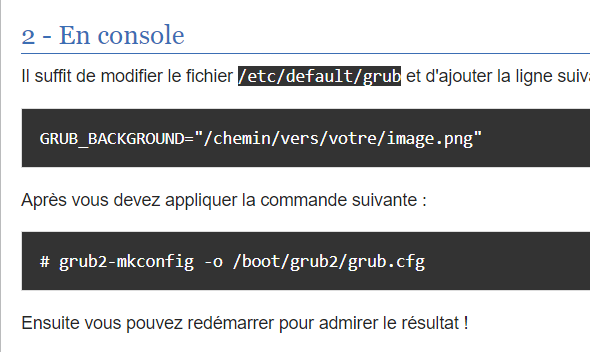 2 - En console
Il suffit de modifier le fichier /etc/default/grub et d'ajouter la ligne
GRUB_BACKGROUND="/chemin/vers/votre/image.png"
Après vous devez appliquer la commande suivante :
# grub2-mkconfig -o /boot/grub2/grub.cfg
Ensuite vous pouvez redémarrer pour admirer le résultat !